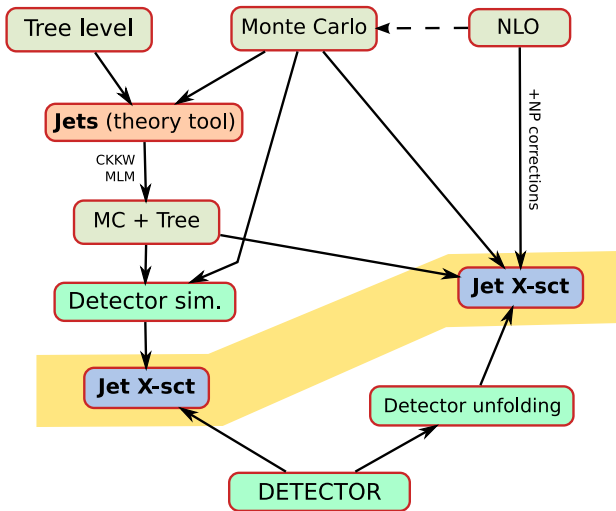 Tree level
Monte Carlo
NLO
Jets (theory tool)
+NP corrections
CKKW
MLM
MC + Tree
Jet X-sct
Detector sim.
Jet X-sct
Detector unfolding
DETECTOR